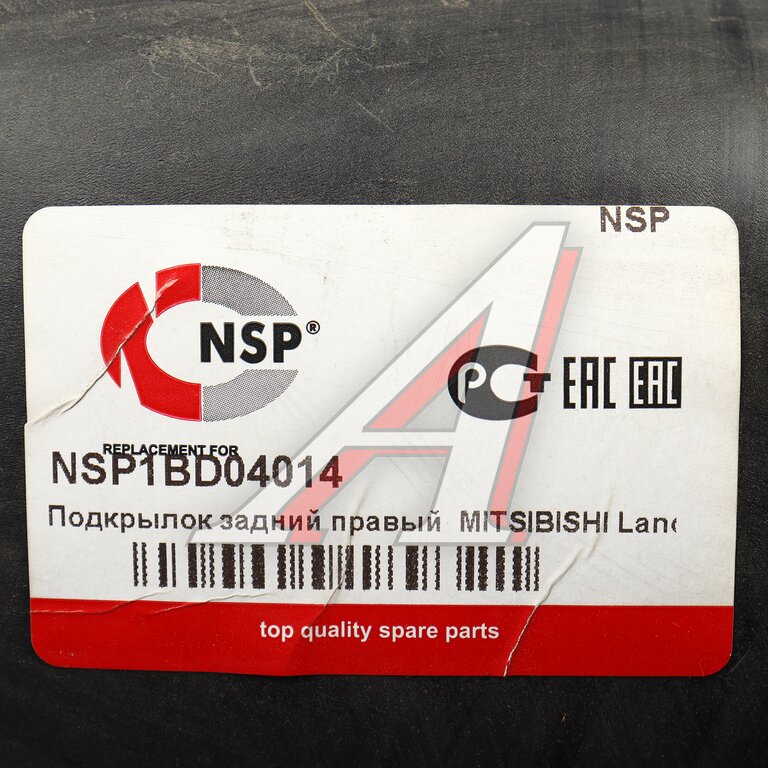 NSP
NSP®
РСТ EAC EAC
REPLACEMENT FOR
NSP1BD04014
Подкрылок задний правый MITSIBISHI Lanc
top quality spare parts